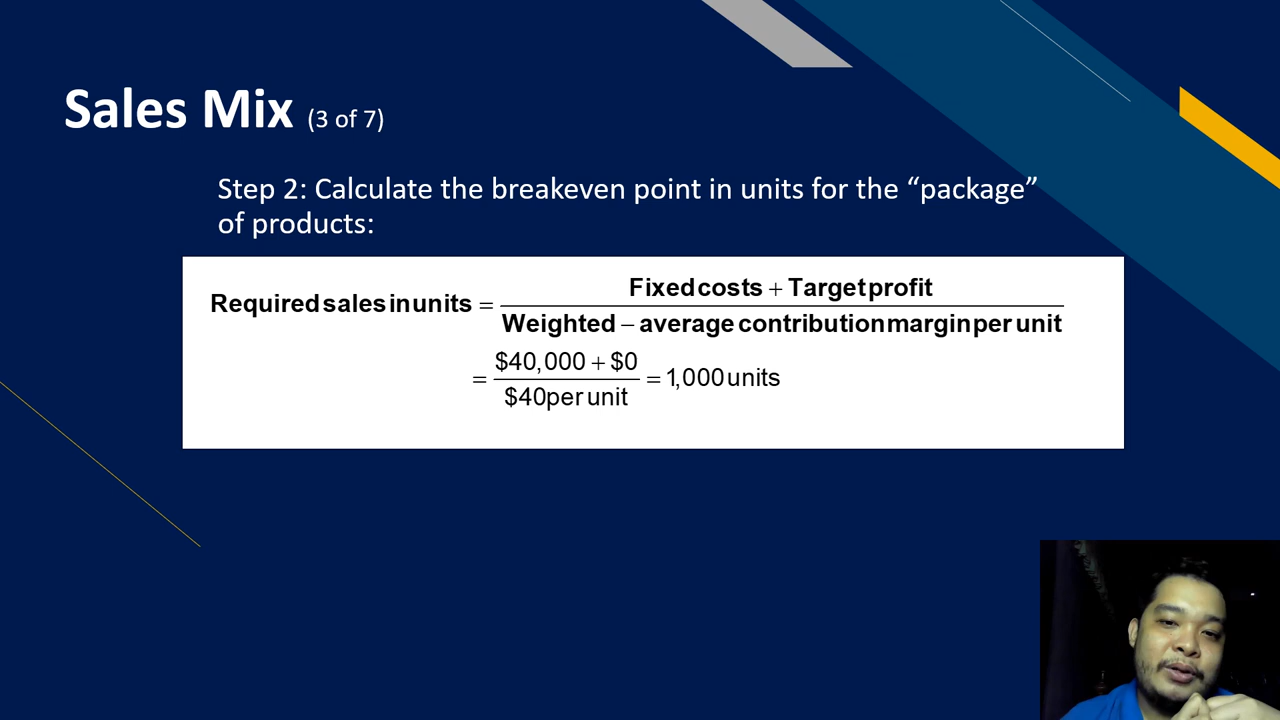 Sales Mix (3 of 7)
Step 2: Calculate the breakeven point in units for the “package”
of products:
Required sales in units = Fixed costs + Target profit / Weighted – average contribution margin per unit
= $40,000 + $0 / $40 per unit = 1,000 units